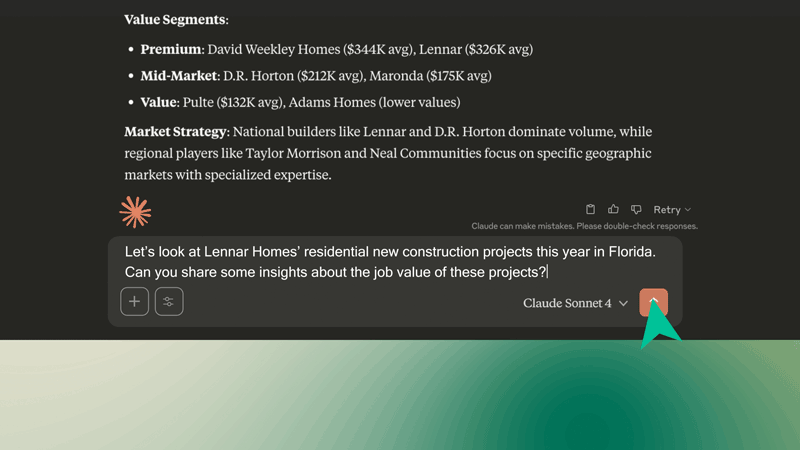 Value Segments:
• Premium: David Weekley Homes ($344K avg), Lennar ($326K avg)
• Mid-Market: D.R. Horton ($212K avg), Maronda ($175K avg)
• Value: Pulte ($132K avg), Adams Homes (lower values)
Market Strategy: National builders like Lennar and D.R. Horton dominate volume, while
regional players like Taylor Morrison and Neal Communities focus on specific geographic
markets with specialized expertise.
Retry
Claude can make mistakes. Please double-check responses.
Let's look at Lennar Homes' residential new construction projects this year in Florida.
Can you share some insights about the job value of these projects?
Claude Sonnet 4